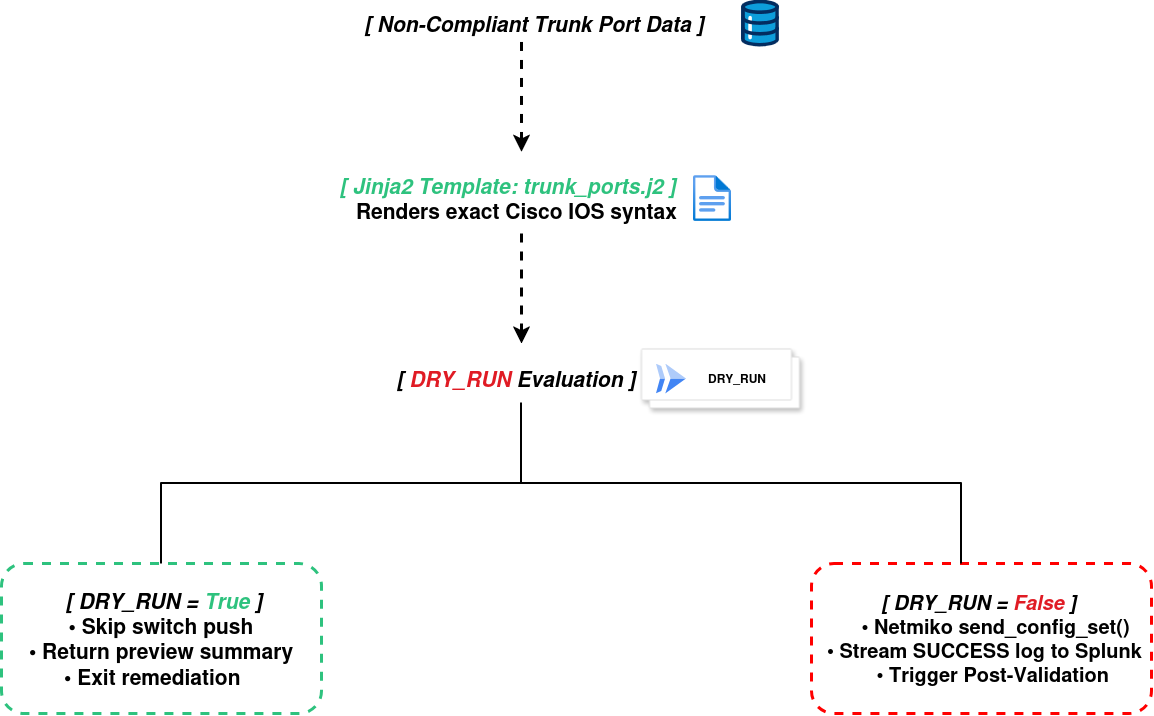 [ Non-Compliant Trunk Port Data ]
[ Jinja2 Template: trunk_ports.j2 ]
Renders exact Cisco IOS syntax
[ DRY_RUN Evaluation ]
DRY_RUN
[ DRY_RUN = True ]
• Skip switch push
• Return preview summary
• Exit remediation
[ DRY_RUN = False ]
• Netmiko send_config_set()
• Stream SUCCESS log to Splunk
• Trigger Post-Validation